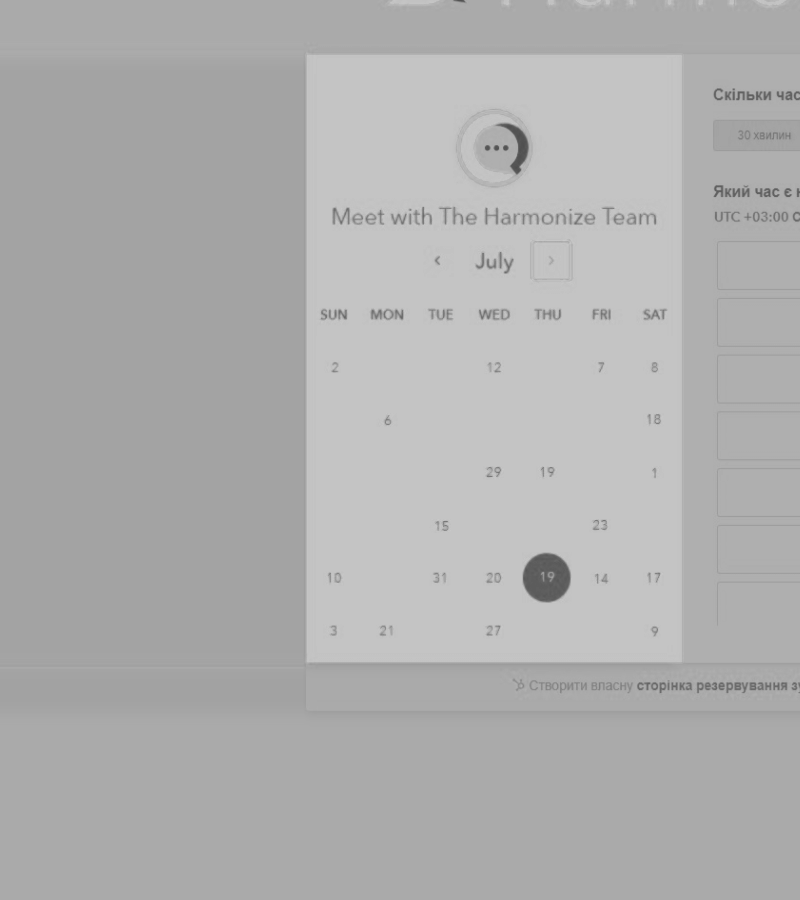 Meet with The Harmonize Team
July
SUN MON TUE WED THU FRI SAT
2 12 7 8
6 18
29 19 1
15 23
10 31 20 19 14 17
3 21 27 9
Скільки час
30 хвилин
Який час є
UTC +03:00
Створити власну сторінка резервування